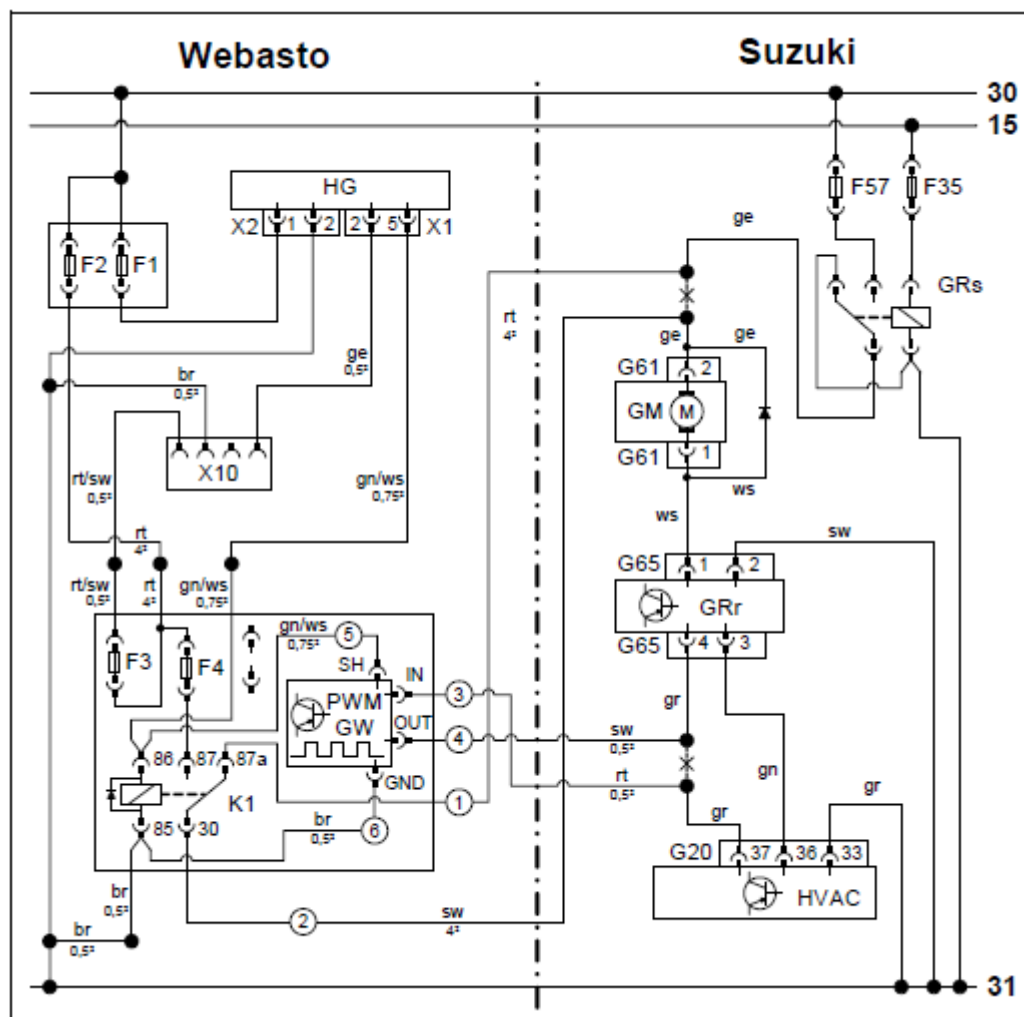 Webasto
Suzuki
30
15
HG
F57
F35
X2
1
2
2
5
X1
ge
F2
F1
GRs
rt
4²
ge
0,5²
ge
ge
br
0,5²
G61
2
GM
M
X10
G61
1
rt/sw
0,5²
gn/ws
0,75²
ws
ws
rt
4²
sw
G65
1
2
rt/sw
0,5²
rt
4²
gn/ws
0,75²
GRr
gn/ws
0,75²
5
G65
4
3
F3
F4
SH
IN
PWM
3
gr
GW
OUT
4
sw
0,5²
86
87
87a
GND
rt
0,5²
gn
gr
K1
1
gr
85
30
br
0,5²
6
G20
37
36
33
HVAC
br
0,5²
2
sw
4²
br
0,5²
31